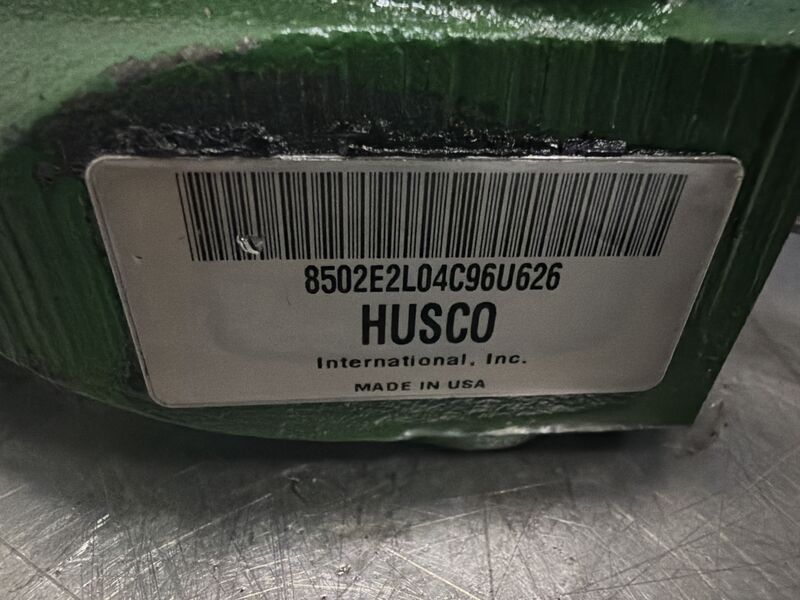 8502E2L04C96U626
HUSCO
International, Inc.
MADE IN USA